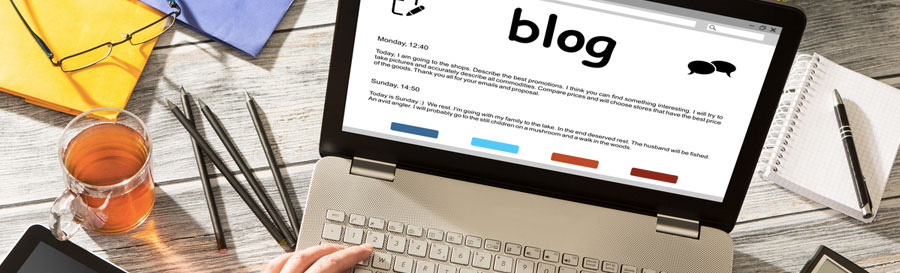 blog
Monday, 12:40
Today, I am going to the shops. Describe the best promotions. I think you can find something interesting. I will try to
take pictures and accurately describe all commodities. Compare prices and will choose stores that have the best price
of the goods. Thank you all for your emails and proposal.
Sunday, 14:50
Today is Sunday :) We rest. I'm going with my family to the lake. In the end deserved rest. The husband will be fished.
An avid angler. I will probably go to the still children on a mushroom and a walk in the woods.